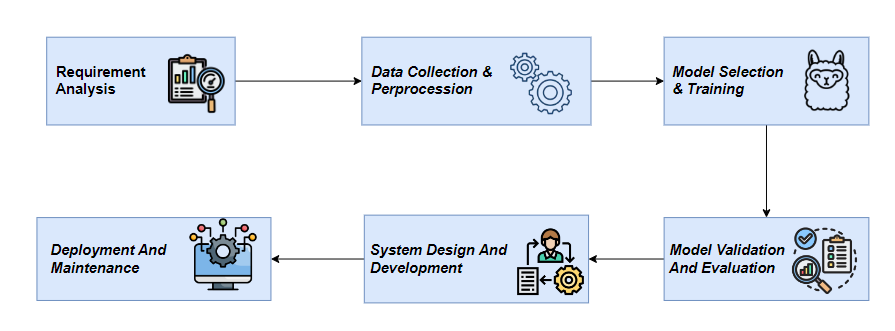 Requirement
Analysis
Data Collection &
Perprocession
Model Selection
& Training
Deployment And
Maintenance
System Design And
Development
Model Validation
And Evaluation